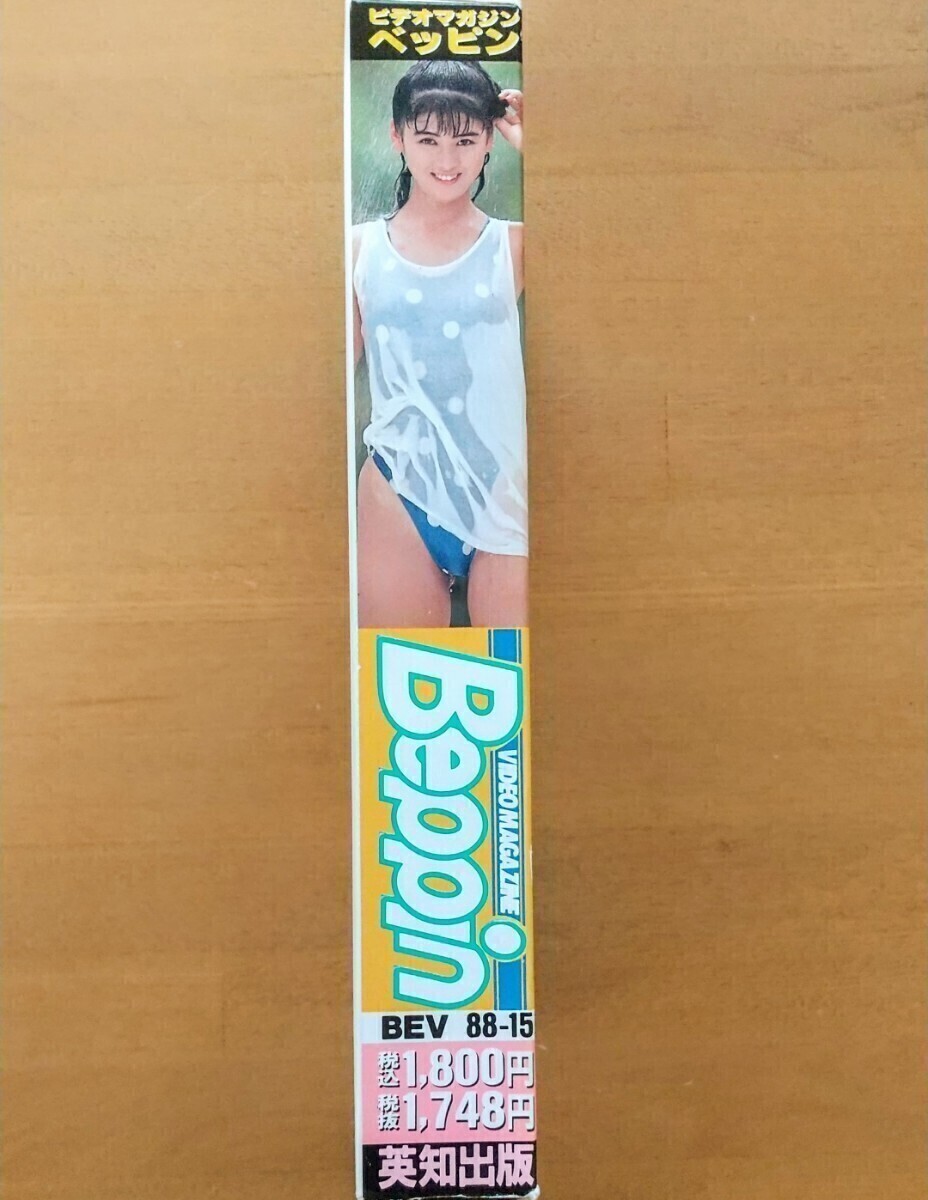 ビデオマガジン
ベッピン
Beppin
VIDEO MAGAZINE
BEV 88-15
税込1,800円
税抜1,748円
英知出版